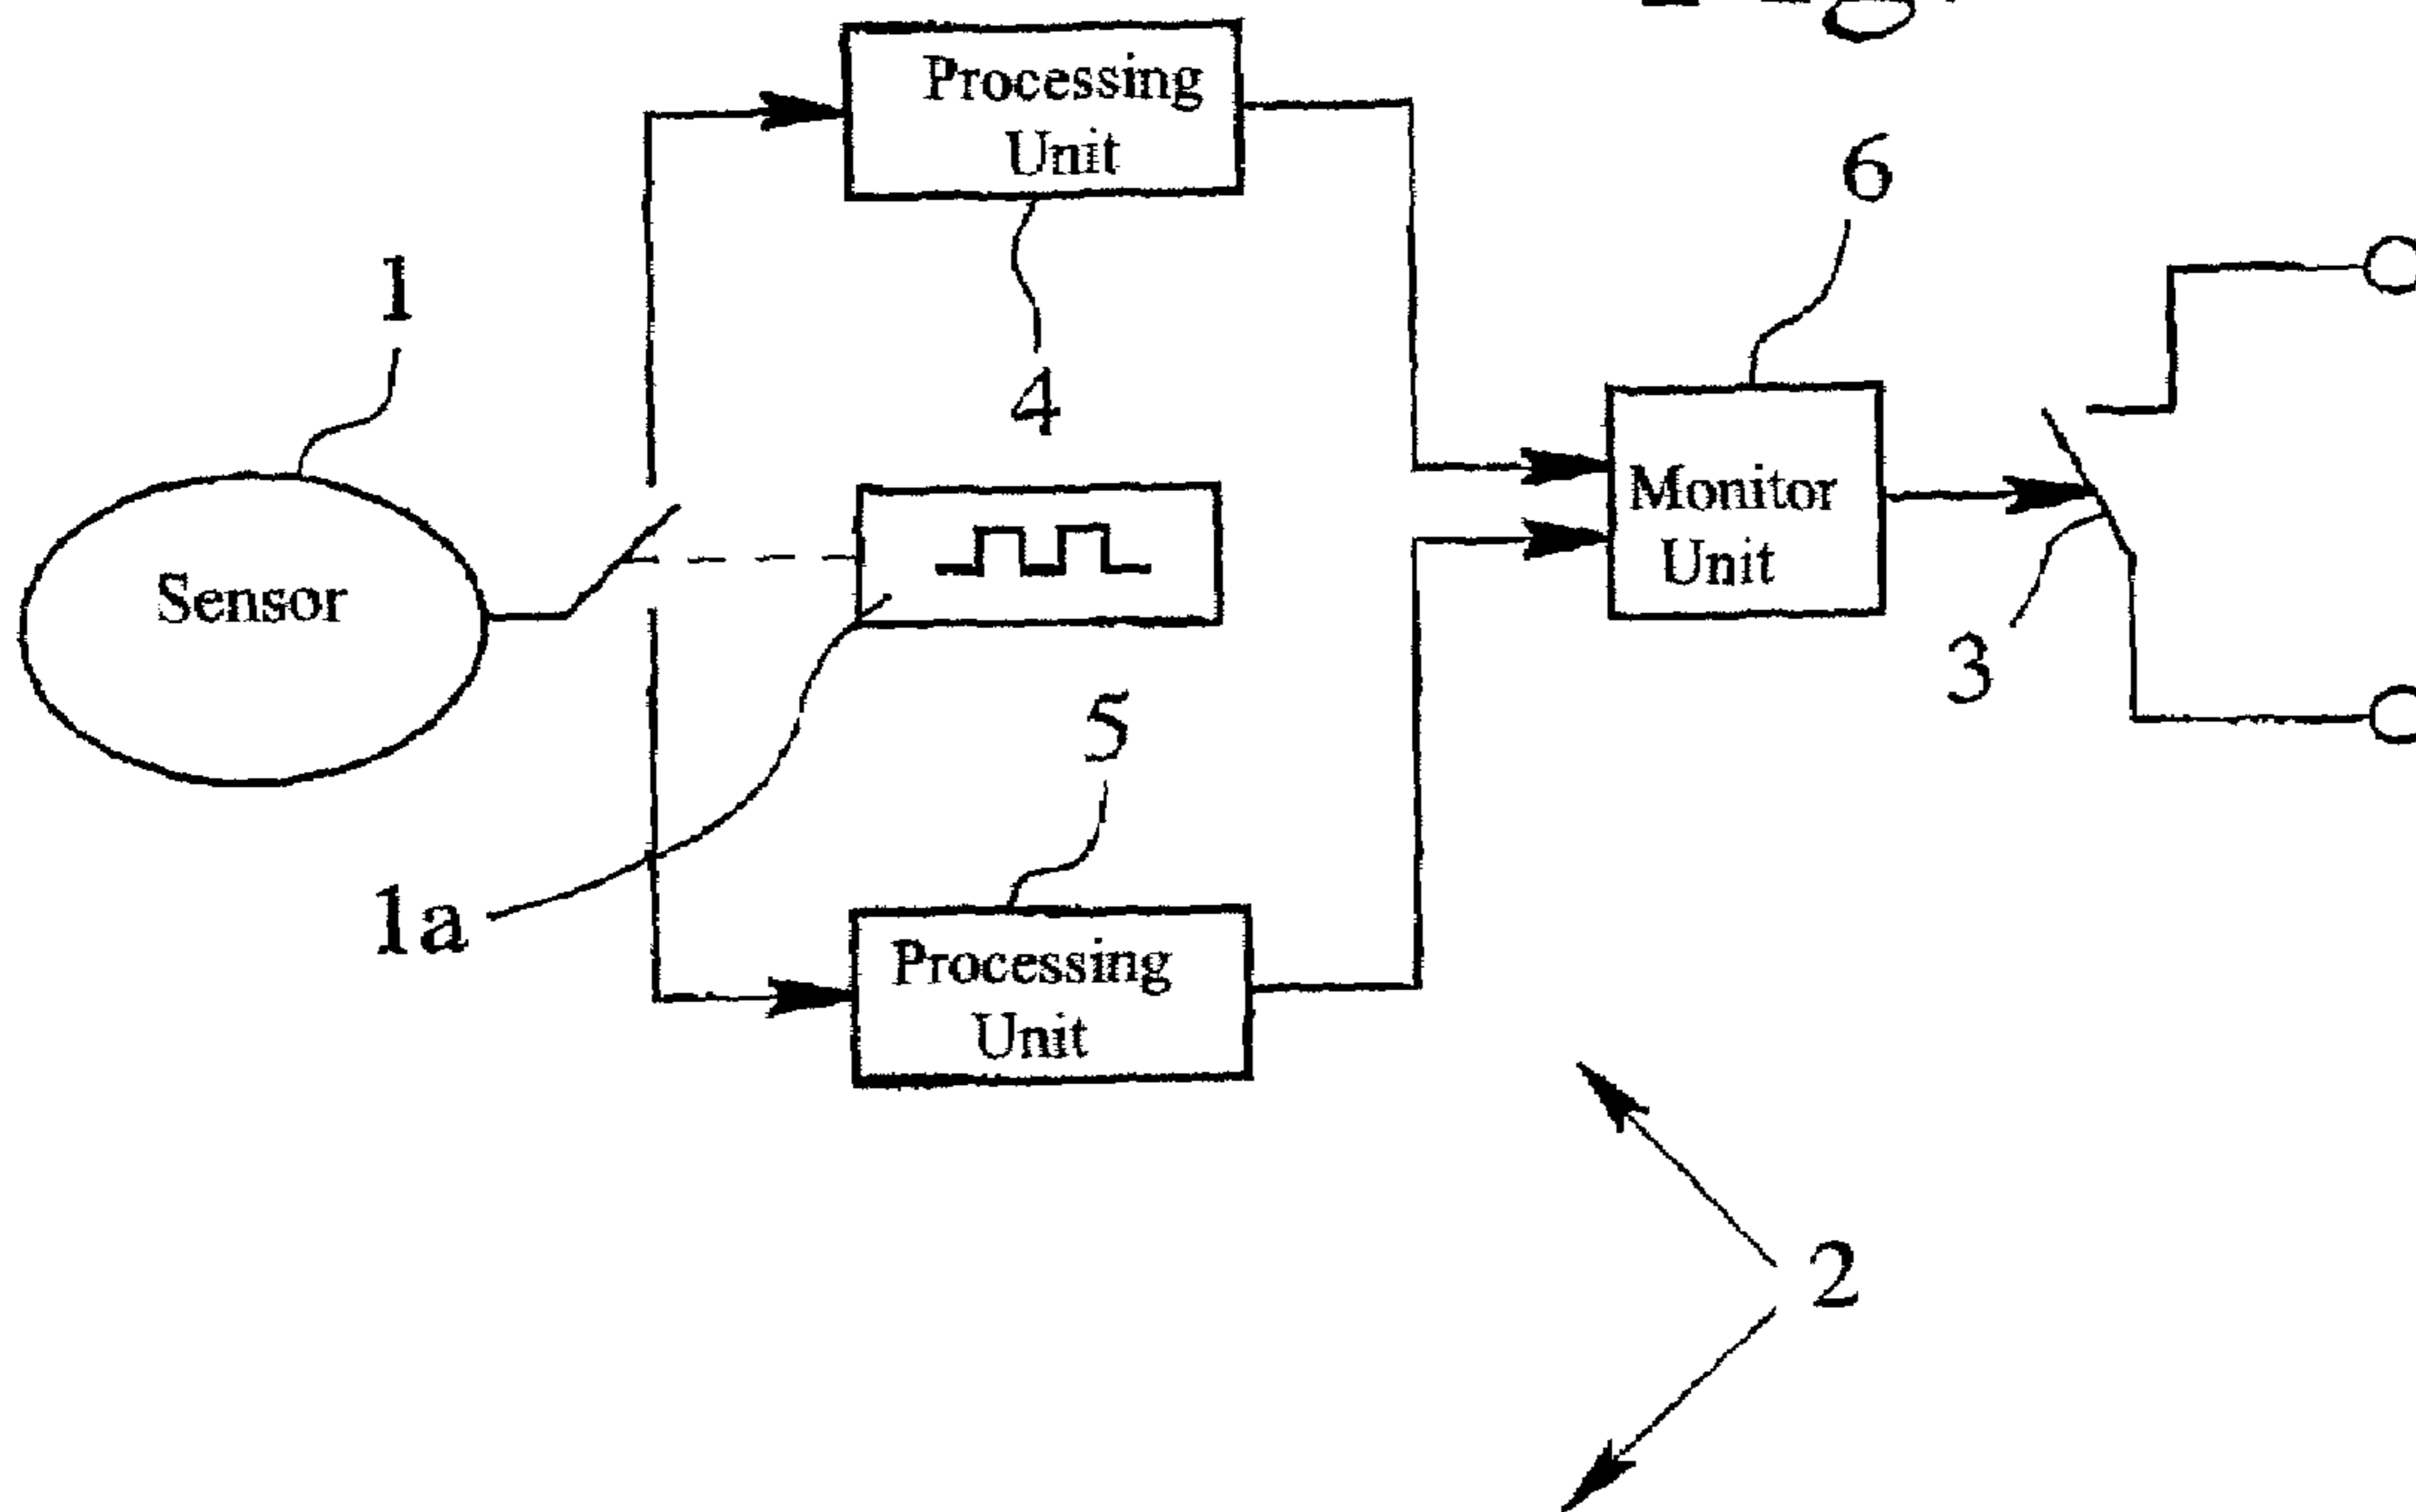 Processing
Unit
6
1
4
Monitor
Unit
Sensor
3
5
1a
Processing
Unit
2